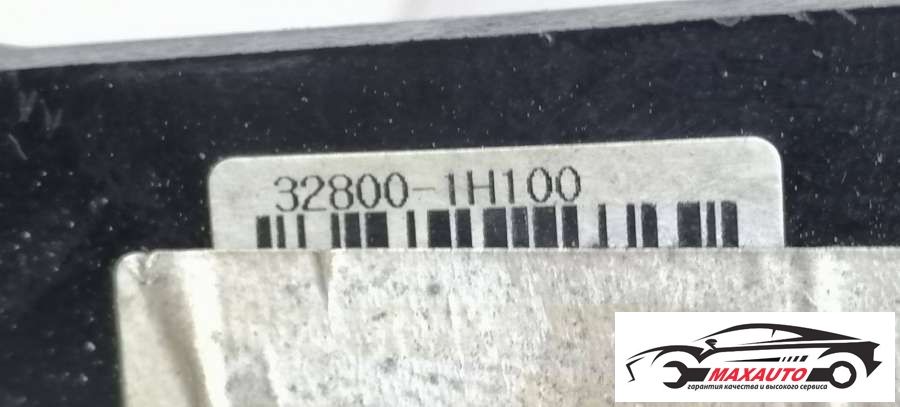 32800-1H100
MAXAUTO
гарантия качества и высокого сервиса